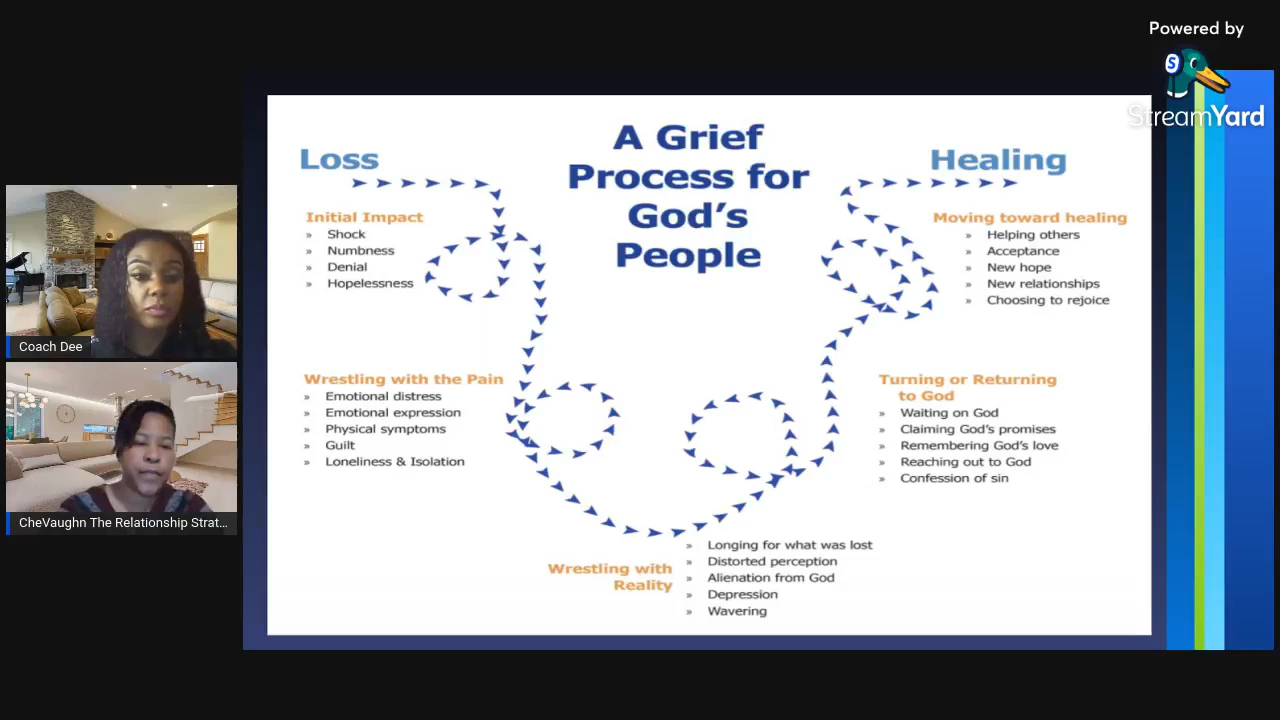 Powered by
StreamYard
A Grief
Process for
God's
People
Loss
Healing
Initial Impact
» Shock
» Numbness
» Denial
» Hopelessness
Moving toward healing
» Helping others
» Acceptance
» New hope
» New relationships
» Choosing to rejoice
Coach Dee
Wrestling with the Pain
» Emotional distress
» Emotional expression
» Physical symptoms
» Guilt
» Loneliness & Isolation
Turning or Returning
to God
» Waiting on God
» Claiming God's promises
» Remembering God's love
» Reaching out to God
» Confession of sin
CheVaughn The Relationship Strat...
Wrestling with
Reality
» Longing for what was lost
» Distorted perception
» Alienation from God
» Depression
» Wavering